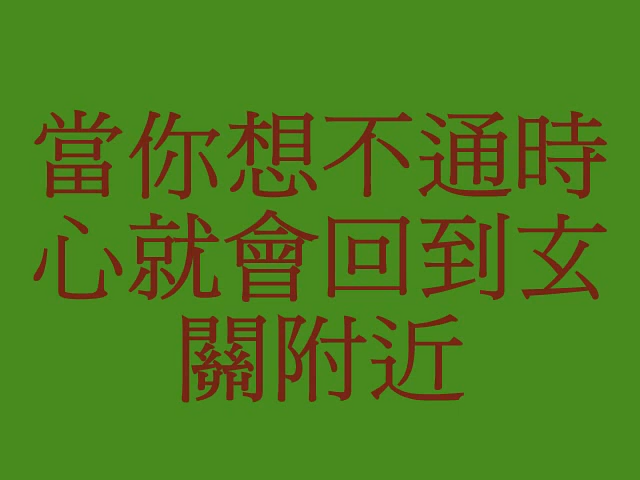 當你想不通時
心就會回到玄
關附近